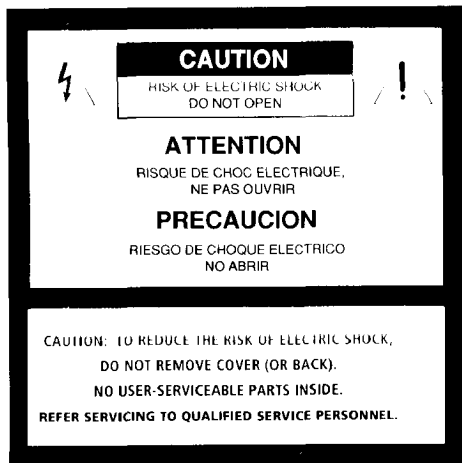 CAUTION
RISK OF ELECTRIC SHOCK
DO NOT OPEN
!
ATTENTION
RISQUE DE CHOC ELECTRIQUE,
NE PAS OUVRIR
PRECAUCION
RIESGO DE CHOQUE ELECTRICO
NO ABRIR
CAUTION: TO REDUCE THE RISK OF ELECTRIC SHOCK,
DO NOT REMOVE COVER (OR BACK).
NO USER-SERVICEABLE PARTS INSIDE.
REFER SERVICING TO QUALIFIED SERVICE PERSONNEL.